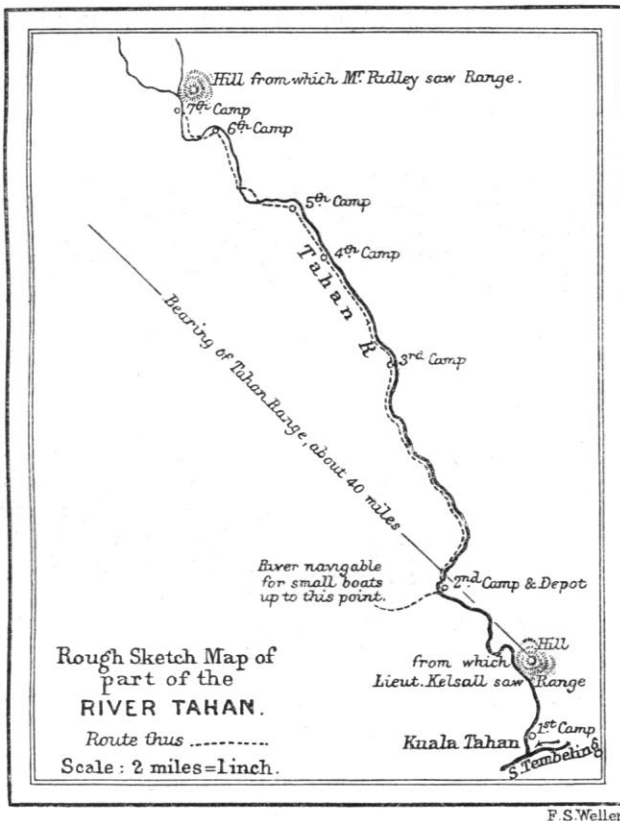 Hill from which Mr. Ridley saw Range.
7th Camp
6th Camp
5th Camp
4th Camp
Tahan R
3rd Camp
Bearing of Tahan Range, about 40 miles
River navigable
for small boats
up to this point.
2nd Camp & Depot
Hill
from which
Lieut. Kelsall saw Range
1st Camp
Kuala Tahan
S. Tembeling
Rough Sketch Map of
part of the
RIVER TAHAN.
Route thus
Scale: 2 miles=1inch.
F.S.Weller